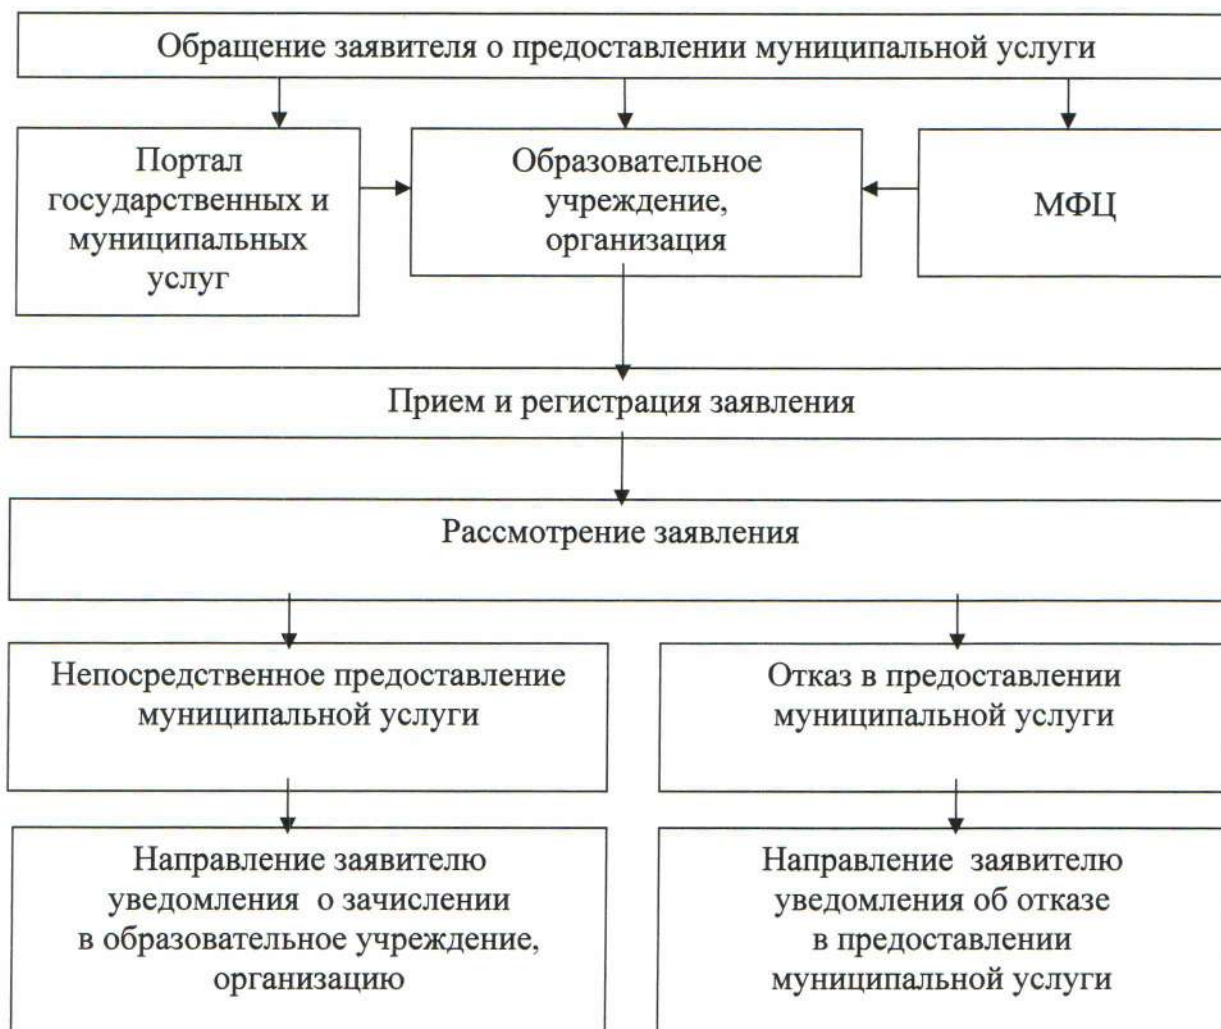 Обращение заявителя о предоставлении муниципальной услуги
Портал
государственных и
муниципальных
услуг
Образовательное
учреждение,
организация
МФЦ
Прием и регистрация заявления
Рассмотрение заявления
Непосредственное предоставление
муниципальной услуги
Отказ в предоставлении
муниципальной услуги
Направление заявителю
уведомления о зачислении
в образовательное учреждение,
организацию
Направление заявителю
уведомления об отказе
в предоставлении
муниципальной услуги